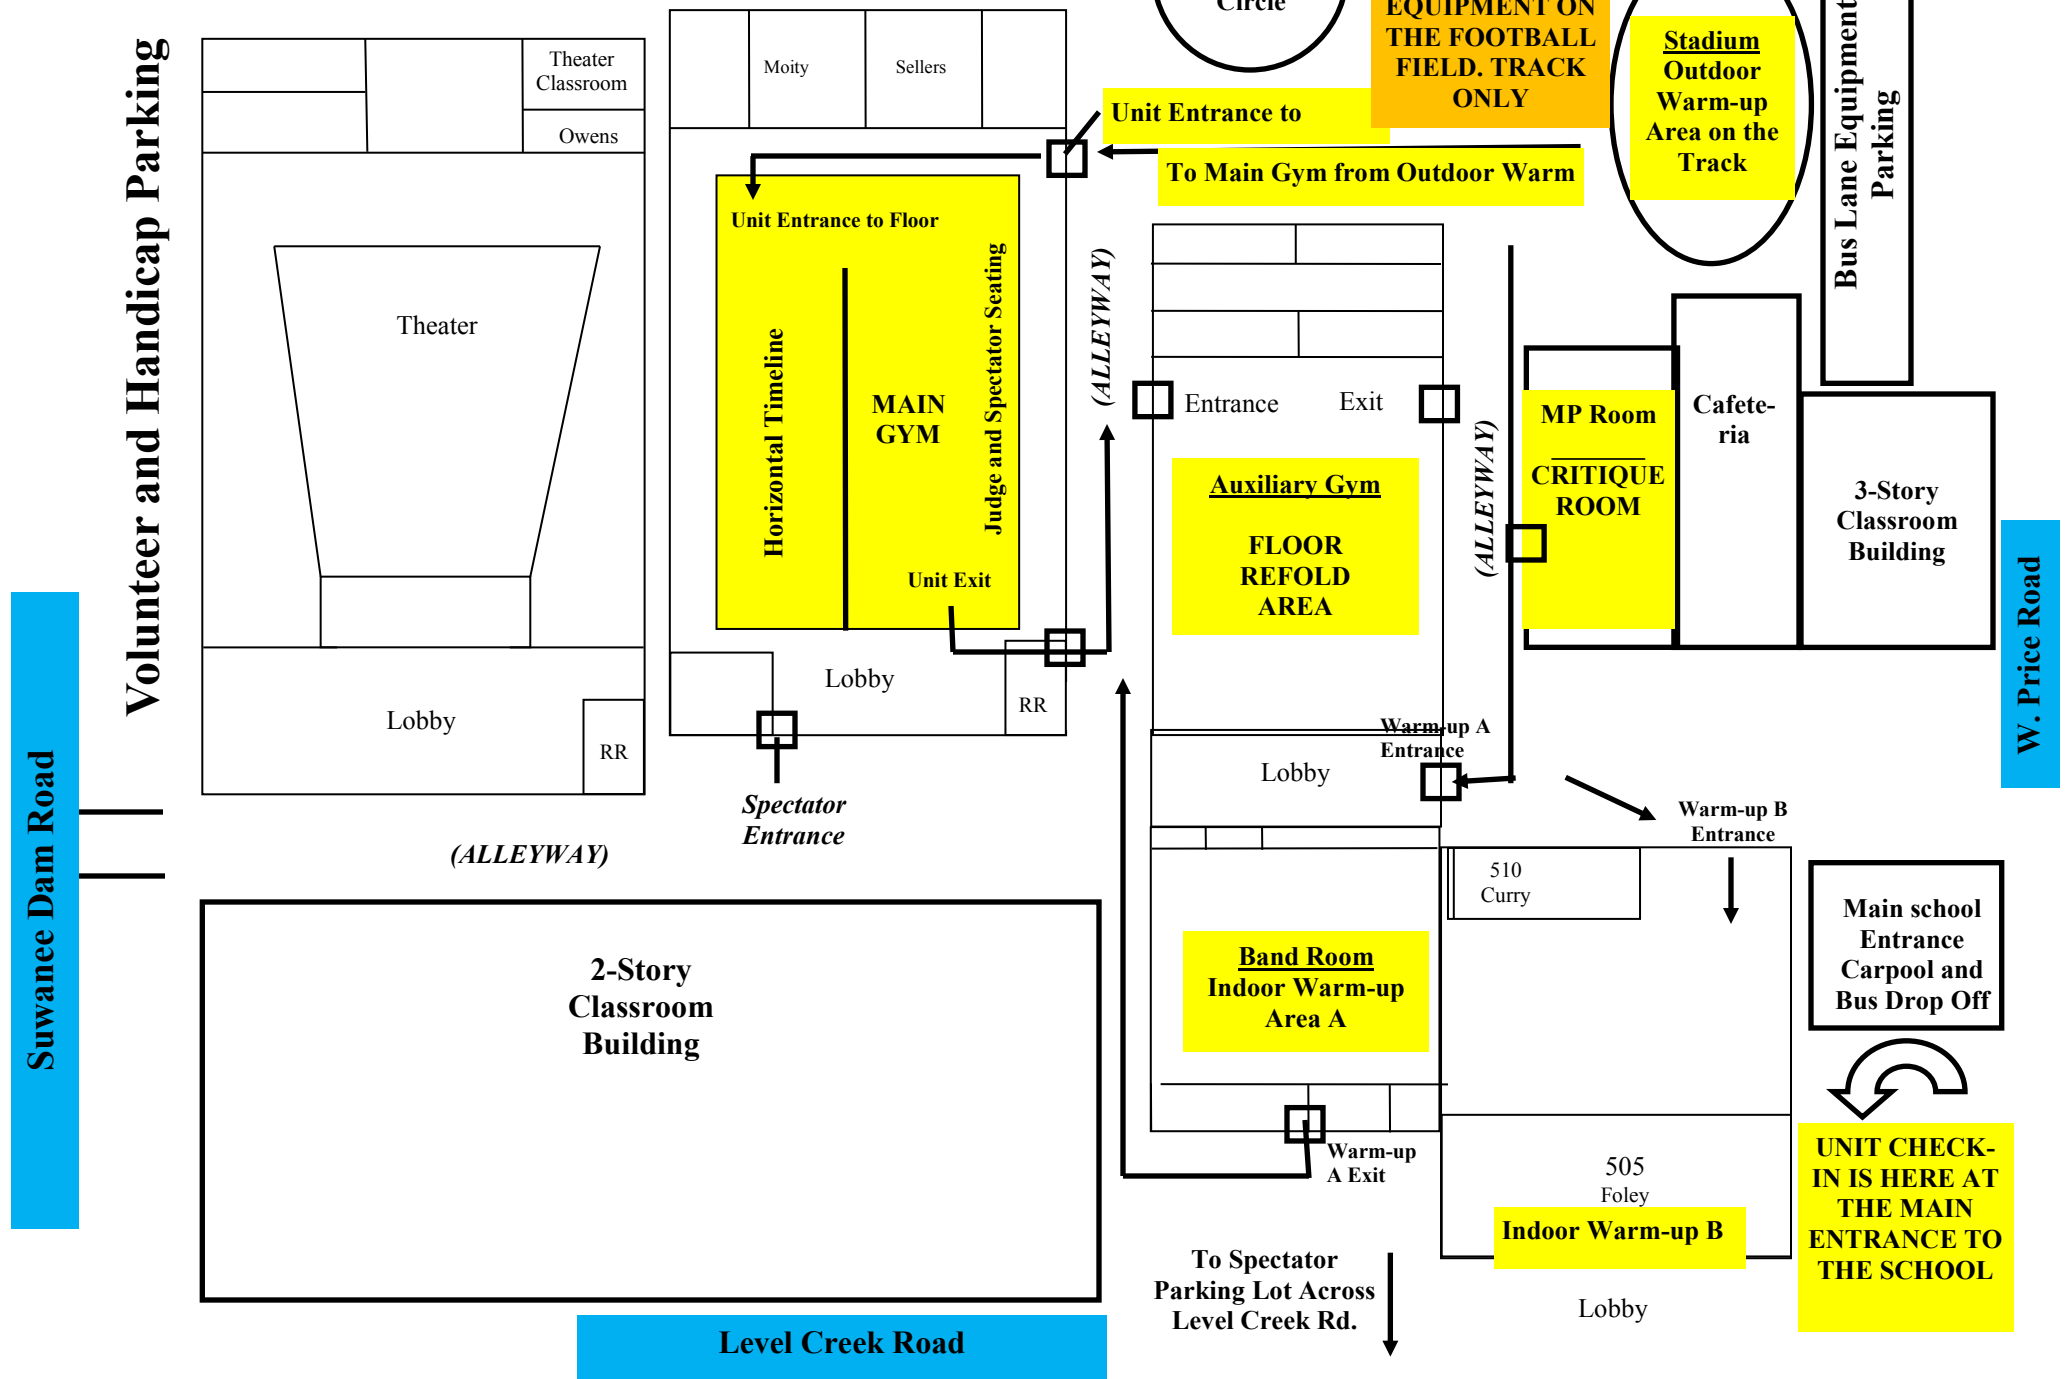 Volunteer and Handicap Parking
Theater
Classroom
Owens
Theater
Lobby
RR
Moity
Sellers
Unit Entrance to Floor
Horizontal Timeline
MAIN
GYM
Judge and Spectator Seating
Unit Exit
Lobby
RR
Spectator
Entrance
(ALLEYWAY)
Circle
EQUIPMENT ON
THE FOOTBALL
FIELD. TRACK
ONLY
Unit Entrance to
To Main Gym from Outdoor Warm
Stadium
Outdoor
Warm-up
Area on the
Track
Bus Lane Equipment
Parking
(ALLEYWAY)
Entrance
Exit
Auxiliary Gym
FLOOR
REFOLD
AREA
(ALLEYWAY)
MP Room
CRITIQUE
ROOM
Cafete-
ria
3-Story
Classroom
Building
W. Price Road
Warm-up A
Entrance
Lobby
Warm-up B
Entrance
510
Curry
Main school
Entrance
Carpool and
Bus Drop Off
Band Room
Indoor Warm-up
Area A
Warm-up
A Exit
505
Foley
Indoor Warm-up B
Lobby
UNIT CHECK-
IN IS HERE AT
THE MAIN
ENTRANCE TO
THE SCHOOL
To Spectator
Parking Lot Across
Level Creek Rd.
2-Story
Classroom
Building
Suwanee Dam Road
Level Creek Road